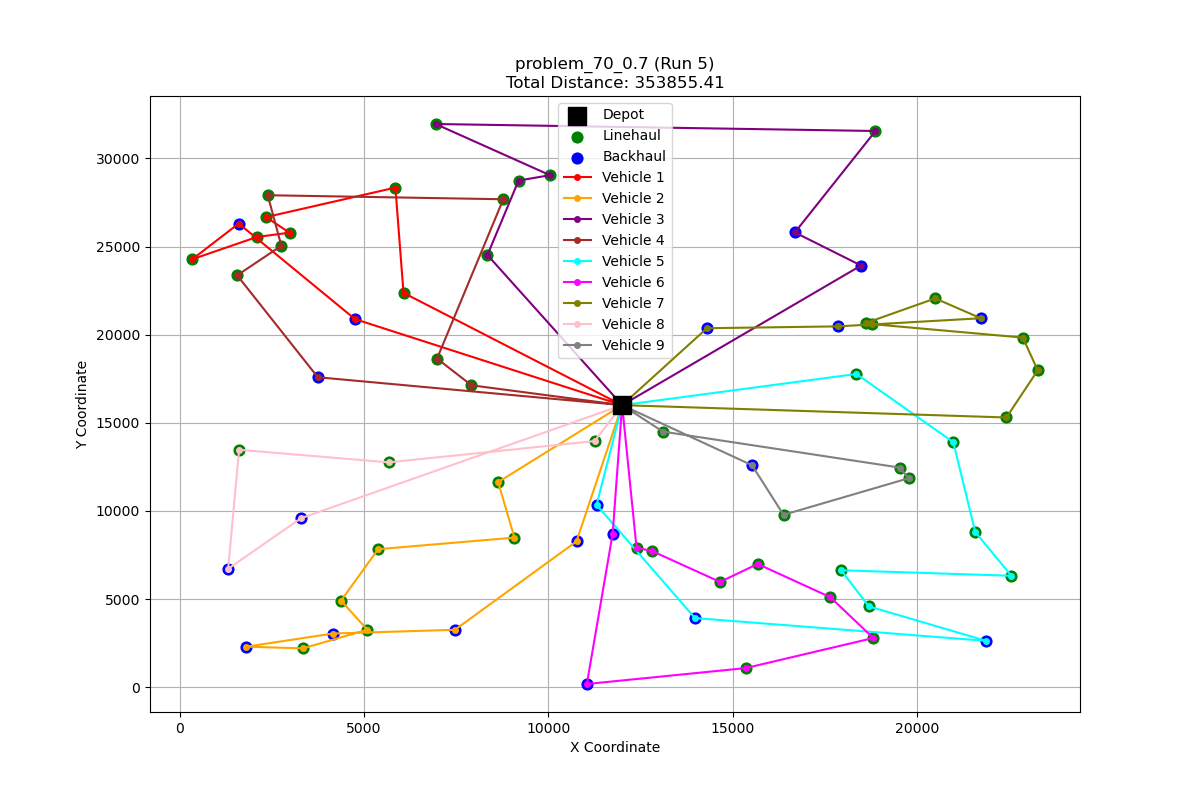 problem_70_0.7 (Run 5)
Total Distance: 353855.41
Depot
Linehaul
Backhaul
Vehicle 1
Vehicle 2
Vehicle 3
Vehicle 4
Vehicle 5
Vehicle 6
Vehicle 7
Vehicle 8
Vehicle 9
30000
25000
20000
15000
10000
5000
0
Y Coordinate
0
5000
10000
15000
20000
X Coordinate